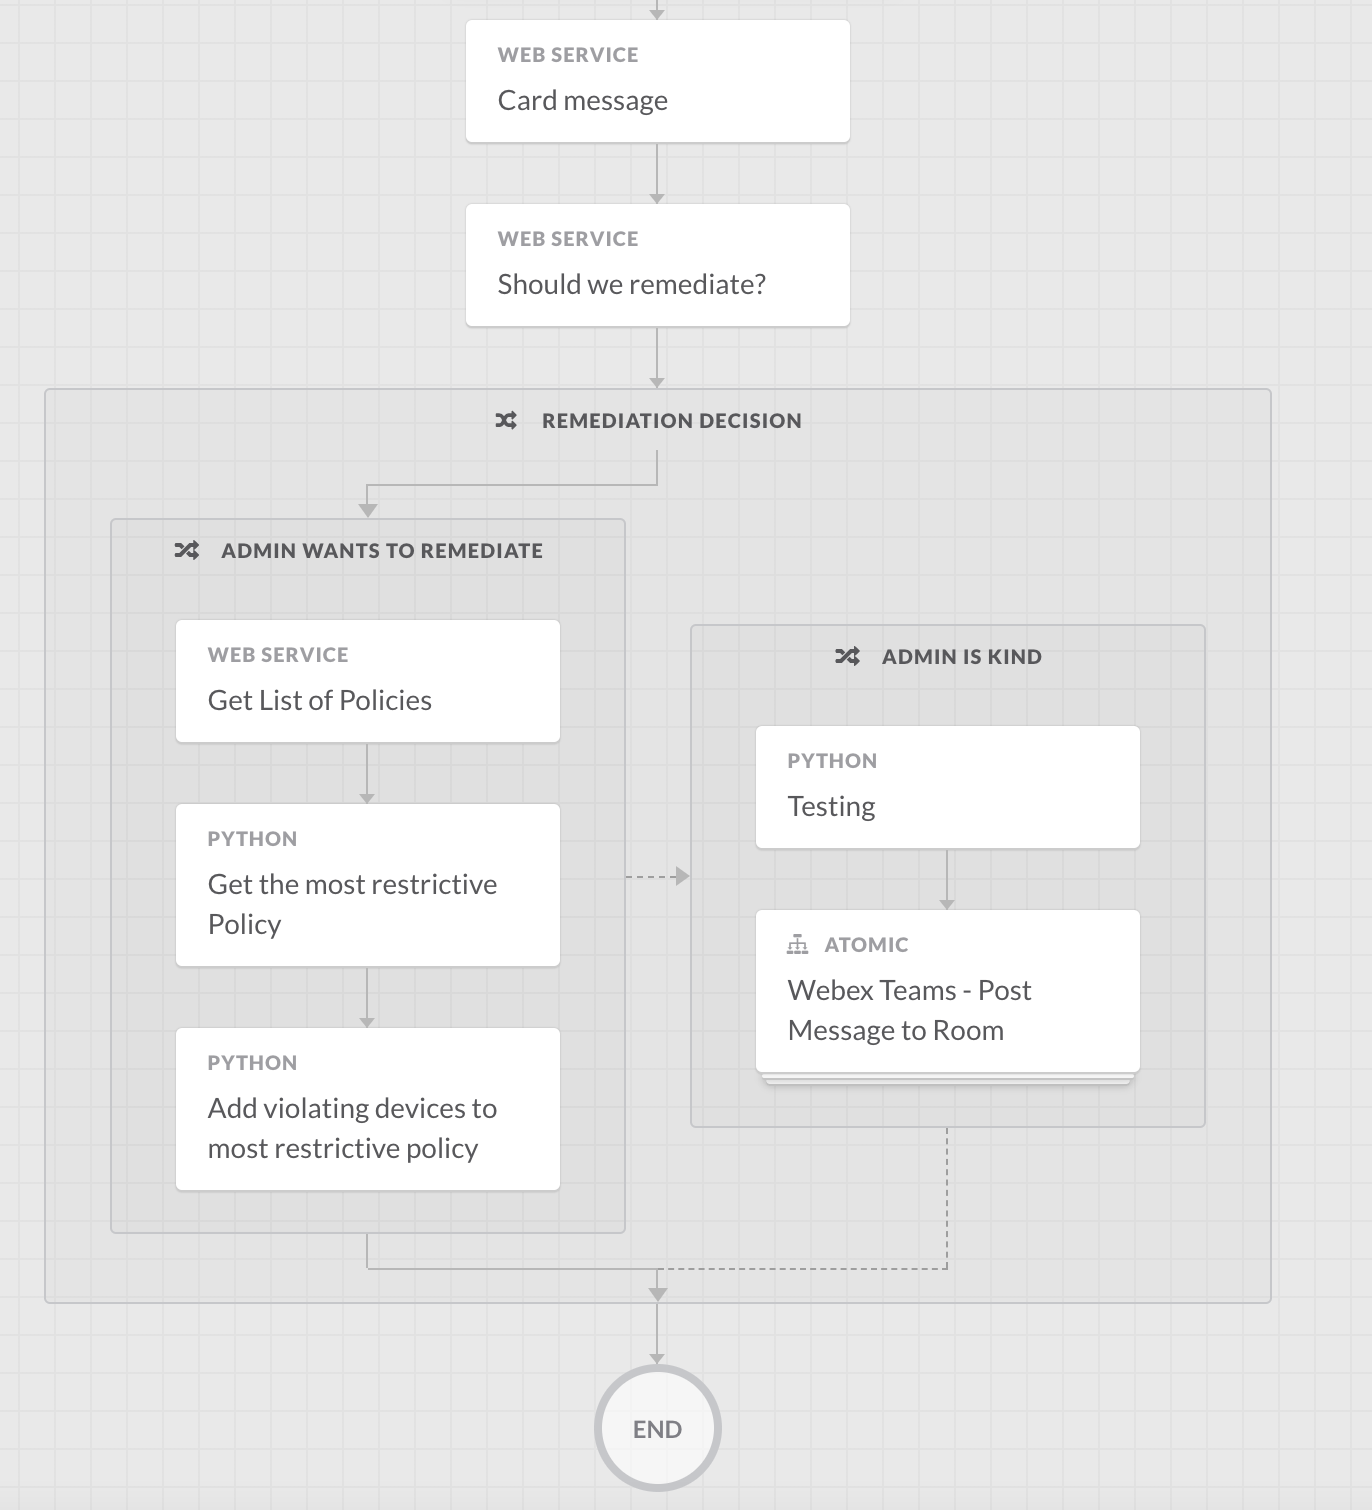 WEB SERVICE
Card message
WEB SERVICE
Should we remediate?
REMEDIATION DECISION
ADMIN WANTS TO REMEDIATE
WEB SERVICE
Get List of Policies
PYTHON
Get the most restrictive
Policy
PYTHON
Add violating devices to
most restrictive policy
ADMIN IS KIND
PYTHON
Testing
ATOMIC
Webex Teams - Post
Message to Room
END